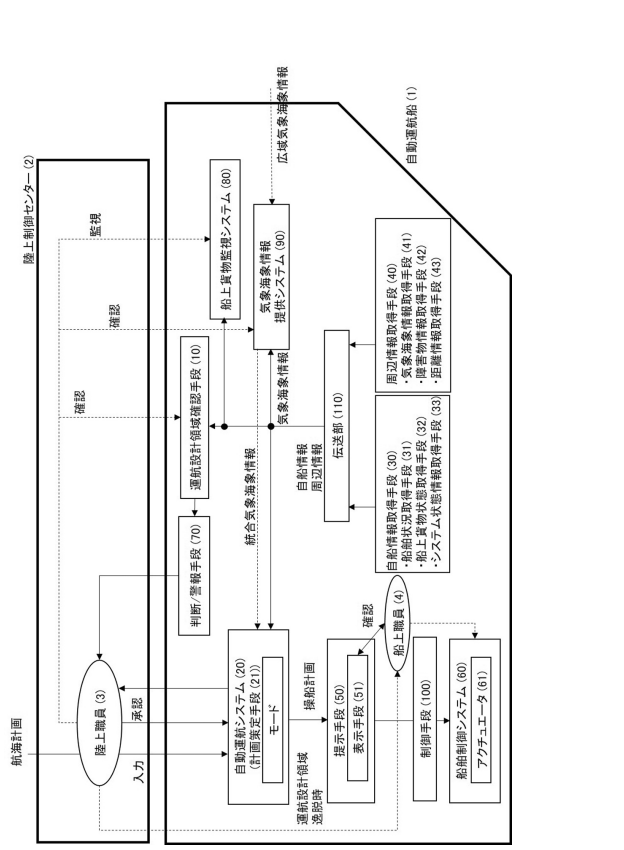 航海計画
陸上制御センター(2)
陸上職員(3)
入力
承認
確認
確認
監視
判断/警報手段(70)
運航設計領域確認手段(10)
船上貨物監視システム(80)
自動運航システム(20)
(計画策定手段(21))
モード
統合気象海象情報
気象海象情報
気象海象情報
提供システム(90)
広域気象海象情報
操船計画
運航設計領域
逸脱時
自船情報
周辺情報
伝送部(110)
提示手段(50)
表示手段(51)
確認
船上職員(4)
自船情報取得手段(30)
・船舶状況取得手段(31)
・船上貨物状態取得手段(32)
・システム状態情報取得手段(33)
周辺情報取得手段(40)
・気象海象情報取得手段(41)
・障害物情報取得手段(42)
・距離情報取得手段(43)
制御手段(100)
船舶制御システム(60)
アクチュエータ(61)
自動運航船(1)